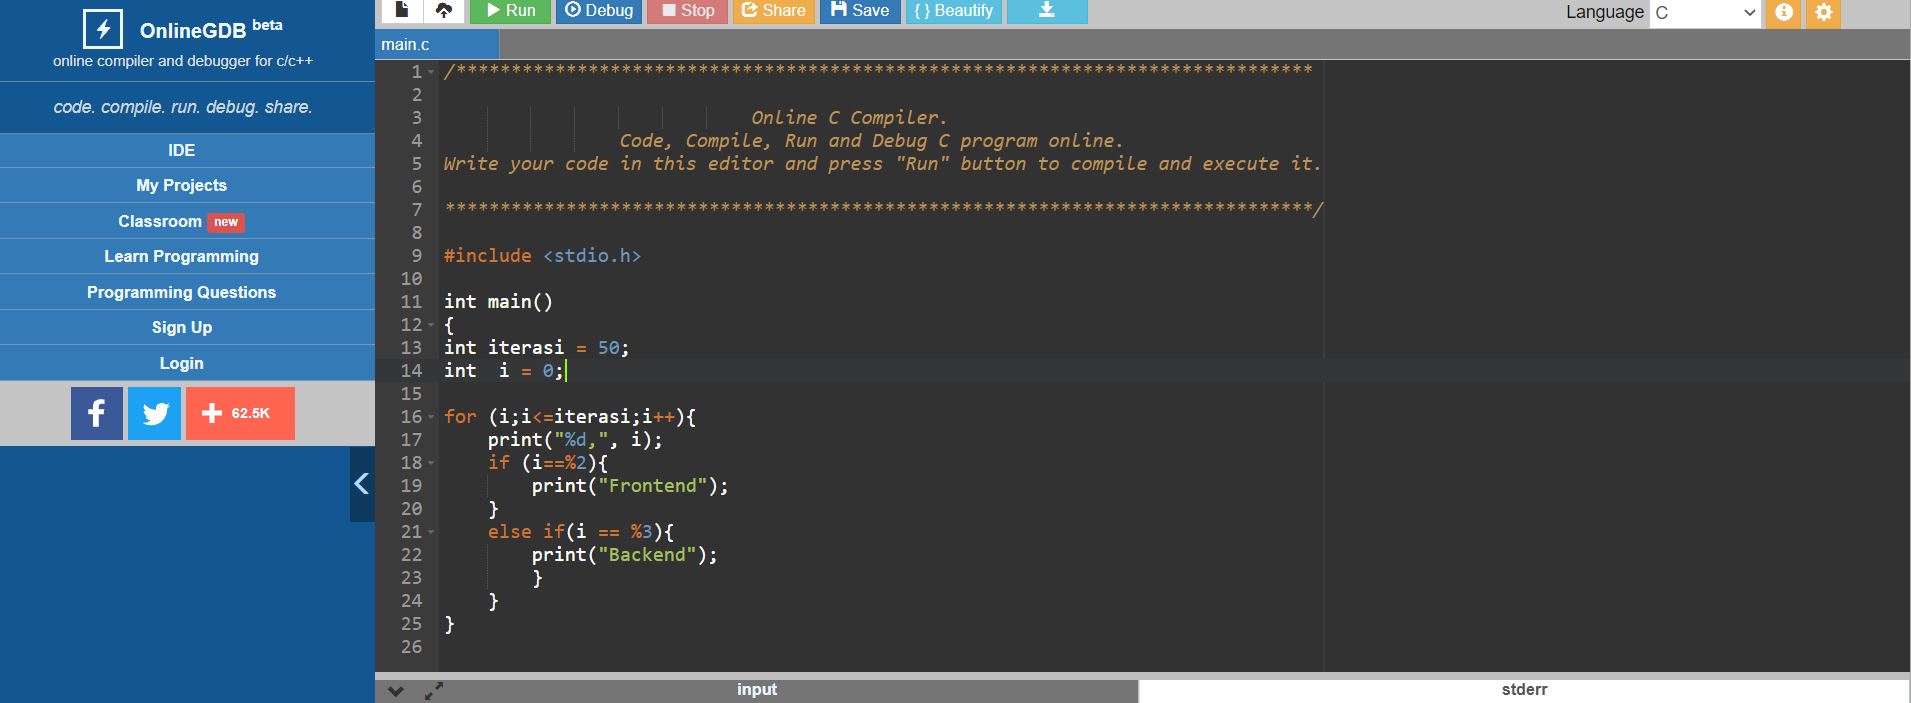 OnlineGDB beta
online compiler and debugger for c/c++
code. compile. run. debug. share.
IDE
My Projects
Classroom new
Learn Programming
Programming Questions
Sign Up
Login
62.5K
Run Debug Stop Share Save { } Beautify
Language C
main.c
1 /******************************************************************************
2
3 Online C Compiler.
4 Code, Compile, Run and Debug C program online.
5 Write your code in this editor and press "Run" button to compile and execute it.
6
7 *******************************************************************************/
8
9 #include <stdio.h>
10
11 int main()
12 {
13 int iterasi = 50;
14 int  i = 0;
15
16 for (i;i<=iterasi;i++){
17     print("%d,", i);
18     if (i==%2){
19         print("Frontend");
20     }
21     else if(i == %3){
22         print("Backend");
23         }
24     }
25 }
26
input
stderr